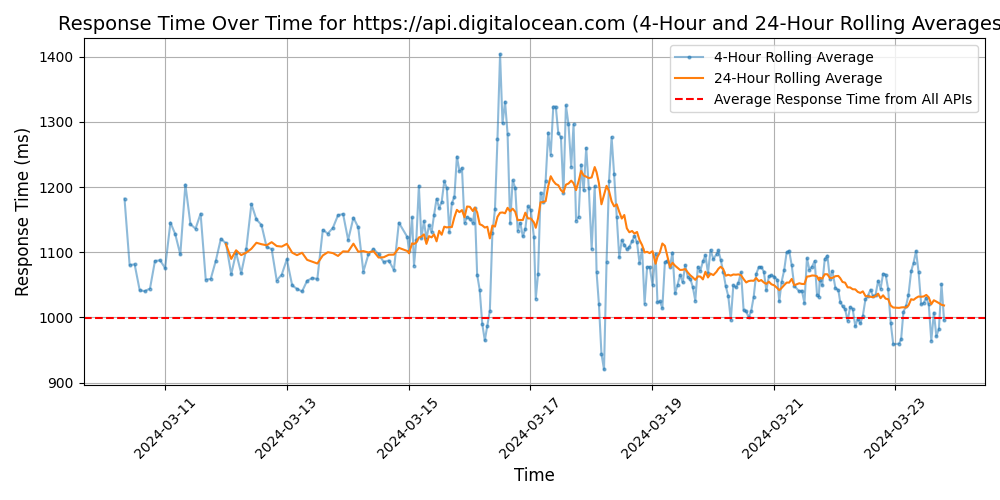 Response Time Over Time for https://api.digitalocean.com (4-Hour and 24-Hour Rolling Averages
4-Hour Rolling Average
24-Hour Rolling Average
Average Response Time from All APIs
Response Time (ms)
1400
1300
1200
1100
1000
900
2024-03-11
2024-03-13
2024-03-15
2024-03-17
2024-03-19
2024-03-21
2024-03-23
Time